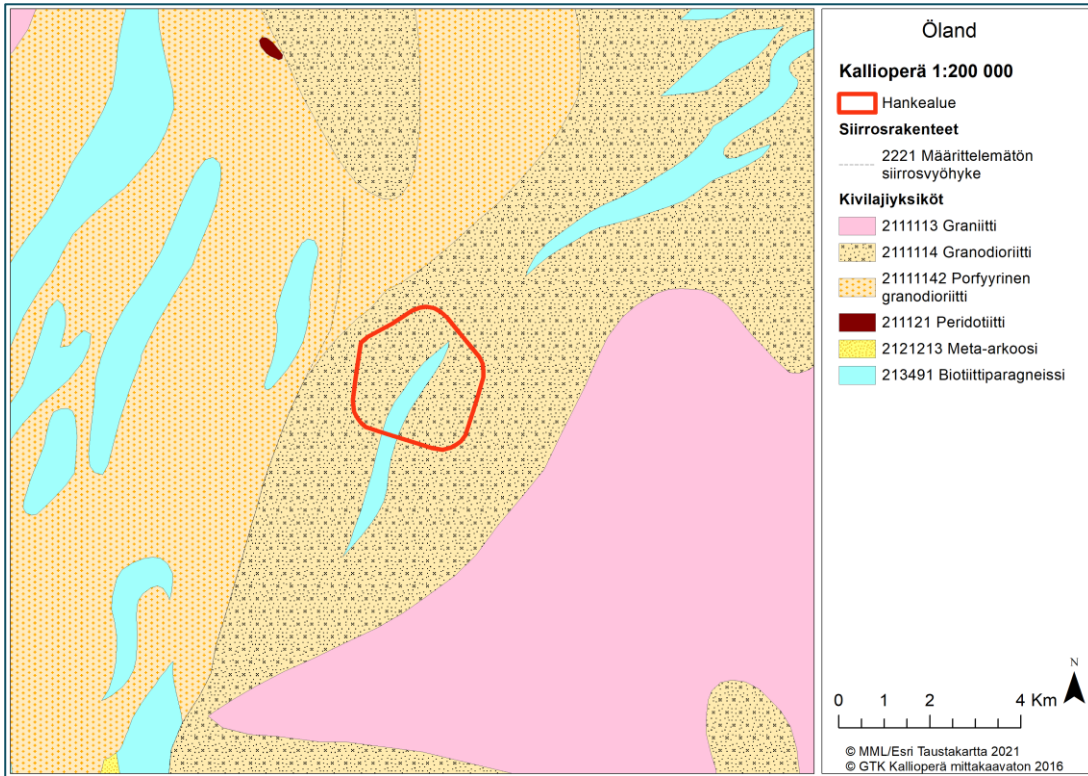 Öland
Kallioperä 1:200 000
Hankealue
Siirrosrakenteet
2221 Määrittelemätön
siirrosvyöhyke
Kivilajiyksiköt
2111113 Graniitti
2111114 Granodioriitti
21111142 Porfyyrinen
granodioriitti
211121 Peridotiitti
2121213 Meta-arkoosi
213491 Biotiittiparagneissi
N
0 1 2 4 Km
© MML/Esri Taustakartta 2021
© GTK Kallioperä mittakaavaton 2016